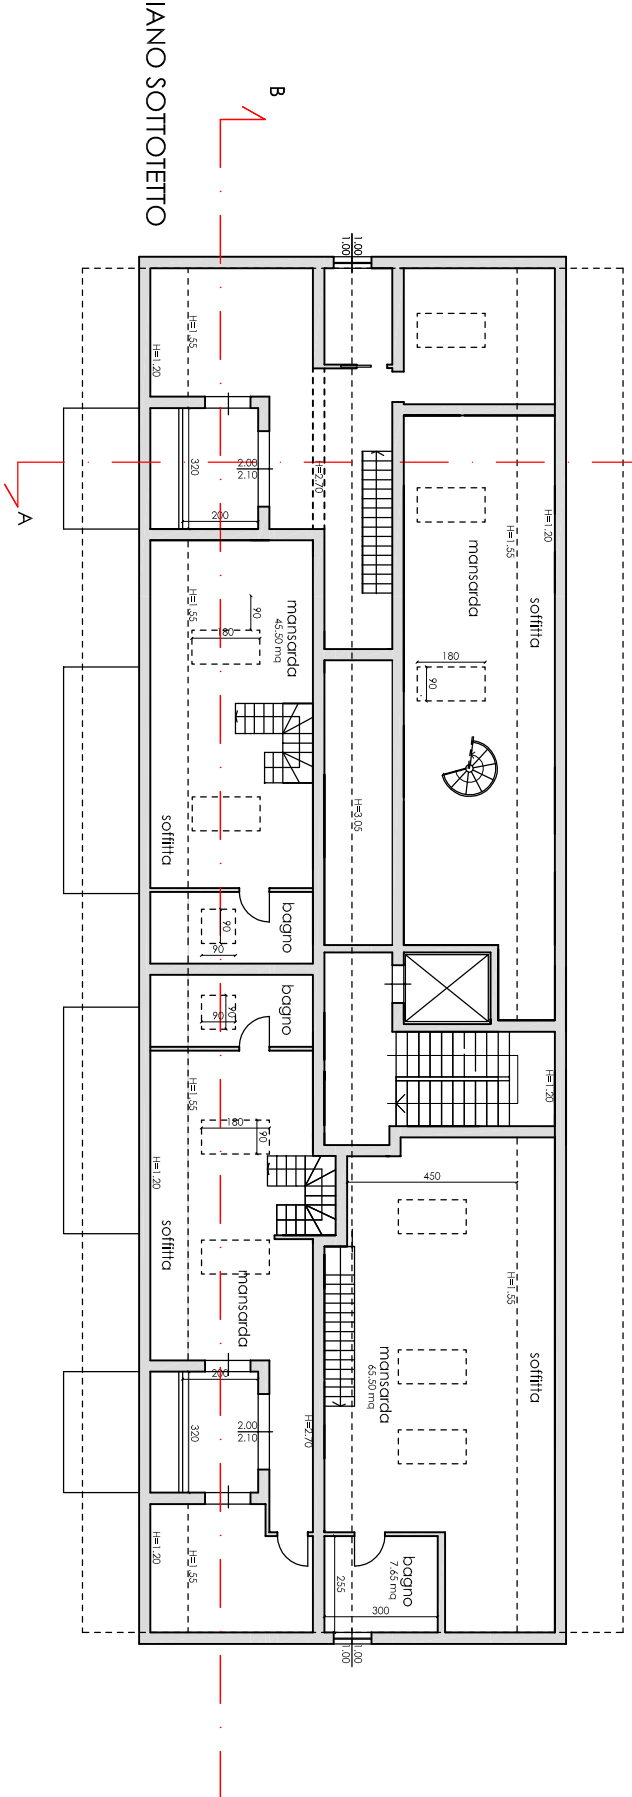 IANO SOTTOTETTO
B
A
1.00
1.00
H=1.55
H=1.20
320
200
2.00
2.10
H=2.70
H=1.20
H=1.55
soffitta
mansarda
180
90
mansarda
45.50 mq
90
180
H=1.55
soffitta
H=3.05
bagno
90
90
bagno
90
90
H=1.20
H=1.55
H=1.20
180
90
soffitta
mansarda
450
H=1.55
soffitta
mansarda
65.50 mq
200
320
2.00
2.10
H=2.70
H=1.20
H=1.55
bagno
7.65 mq
255
300
1.00
1.00